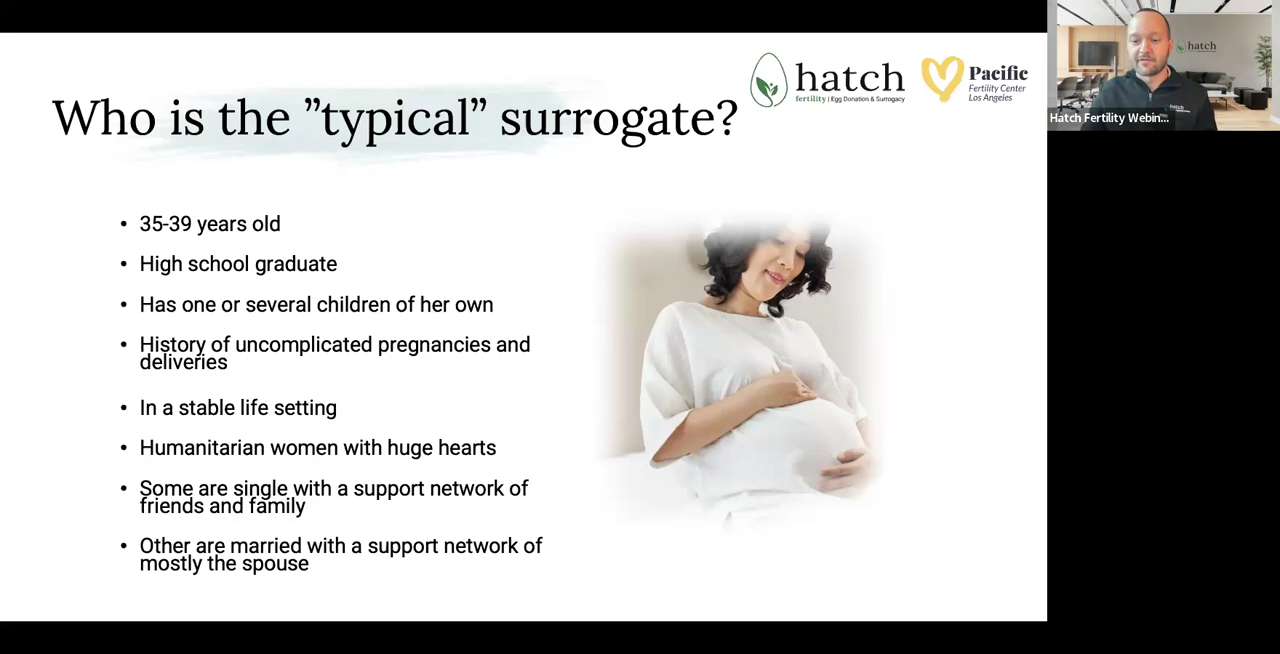 Who is the ”typical” surrogate?
hatch
fertility | Egg Donation & Surrogacy
Pacific
Fertility Center
Los Angeles
• 35-39 years old
• High school graduate
• Has one or several children of her own
• History of uncomplicated pregnancies and
deliveries
• In a stable life setting
• Humanitarian women with huge hearts
• Some are single with a support network of
friends and family
• Other are married with a support network of
mostly the spouse
hatch
hatch
Hatch Fertility Webin...